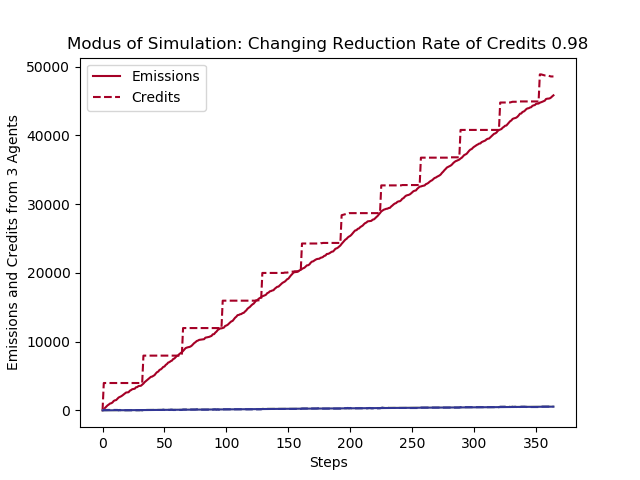 Modus of Simulation: Changing Reduction Rate of Credits 0.98
Emissions
Credits
Emissions and Credits from 3 Agents
50000
40000
30000
20000
10000
0
0 50 100 150 200 250 300 350
Steps